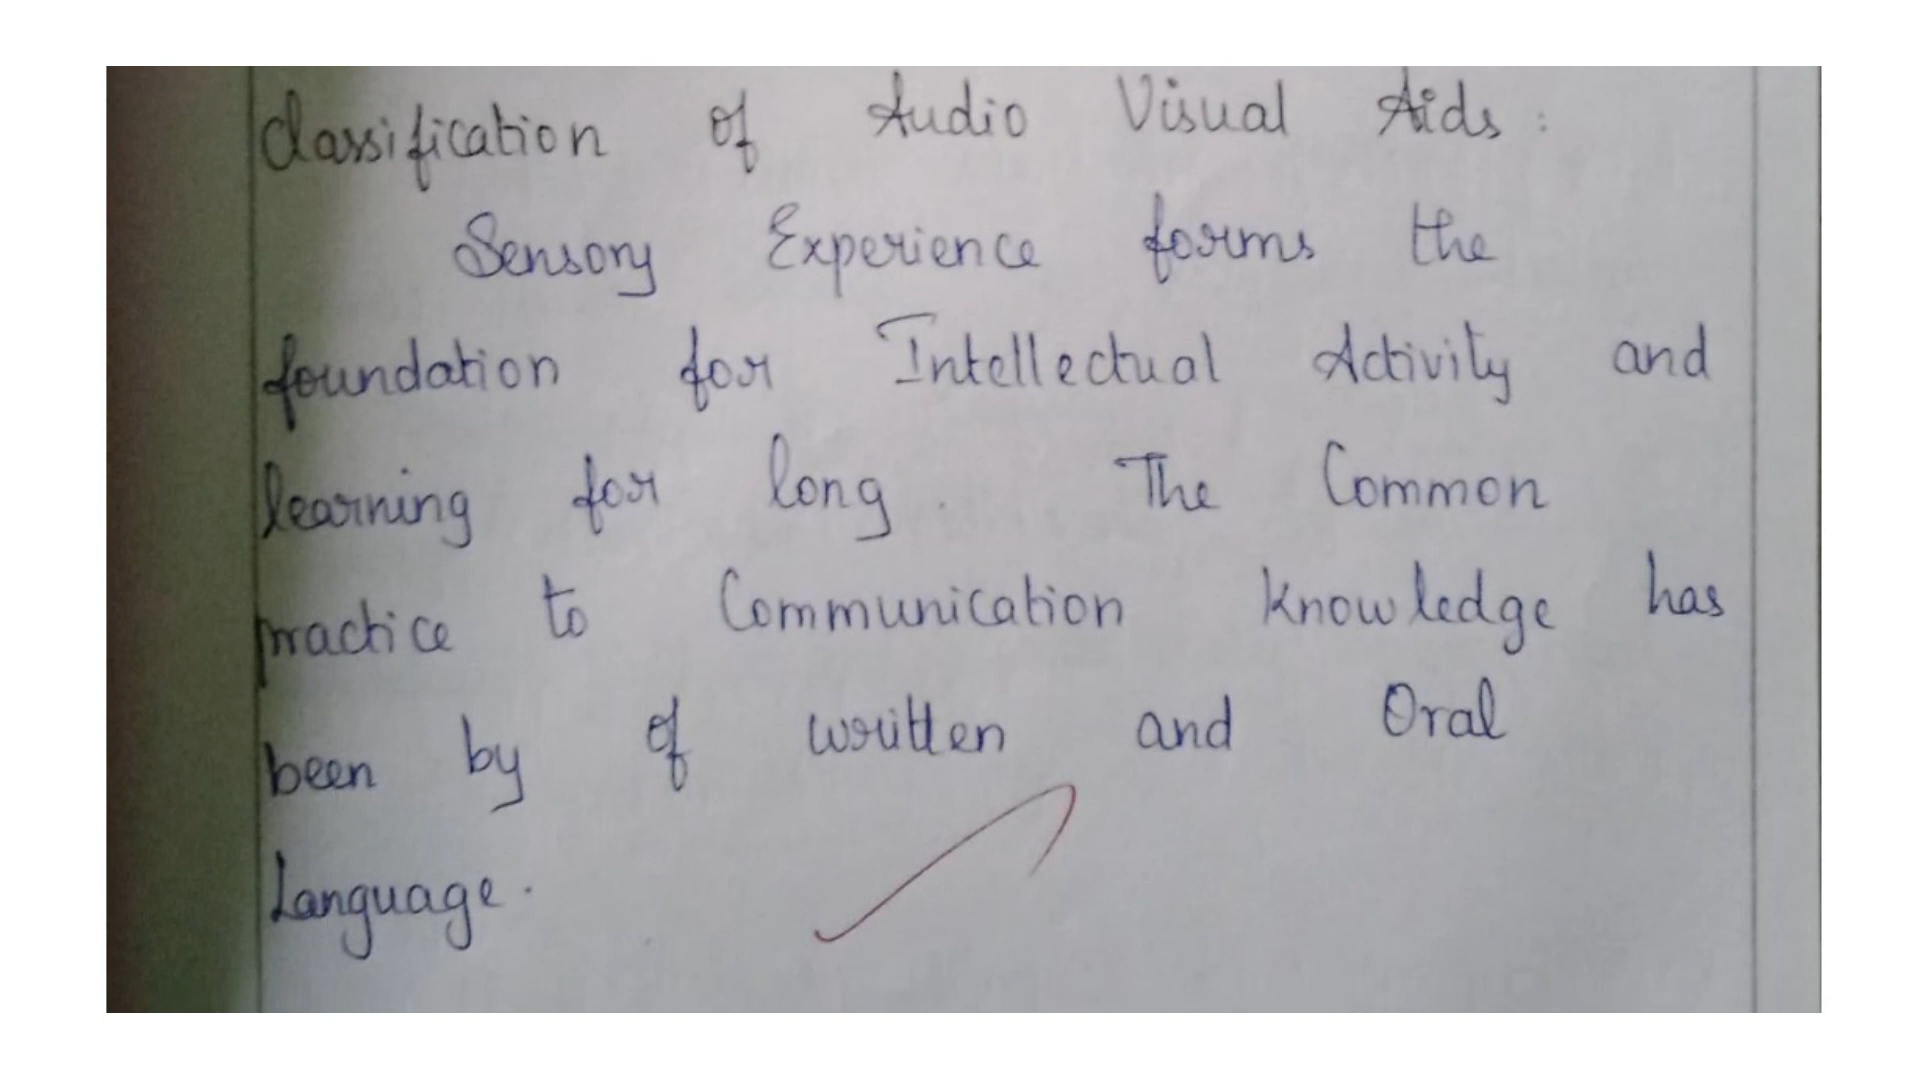 Classification of Audio Visual Aids :
Sensory Experience forms the
foundation for Intellectual Activity and
learning for long . The Common
practice to Communication Knowledge has
been by of written and Oral
Language .